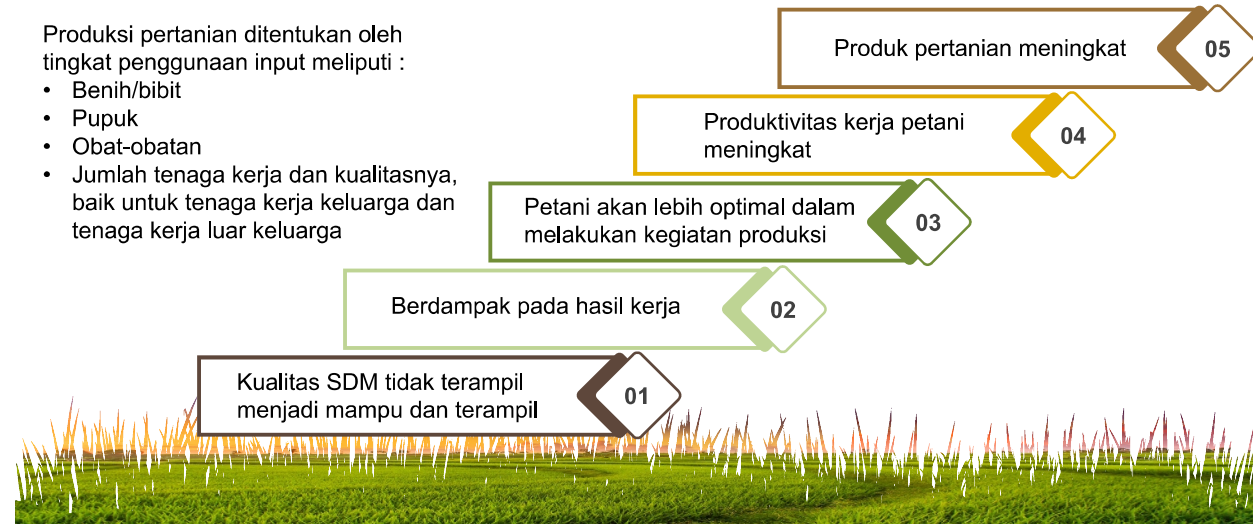 Produksi pertanian ditentukan oleh
tingkat penggunaan input meliputi :
• Benih/bibit
• Pupuk
• Obat-obatan
• Jumlah tenaga kerja dan kualitasnya,
baik untuk tenaga kerja keluarga dan
tenaga kerja luar keluarga
Produk pertanian meningkat
05
Produktivitas kerja petani
meningkat
04
Petani akan lebih optimal dalam
melakukan kegiatan produksi
03
Berdampak pada hasil kerja
02
Kualitas SDM tidak terampil
menjadi mampu dan terampil
01